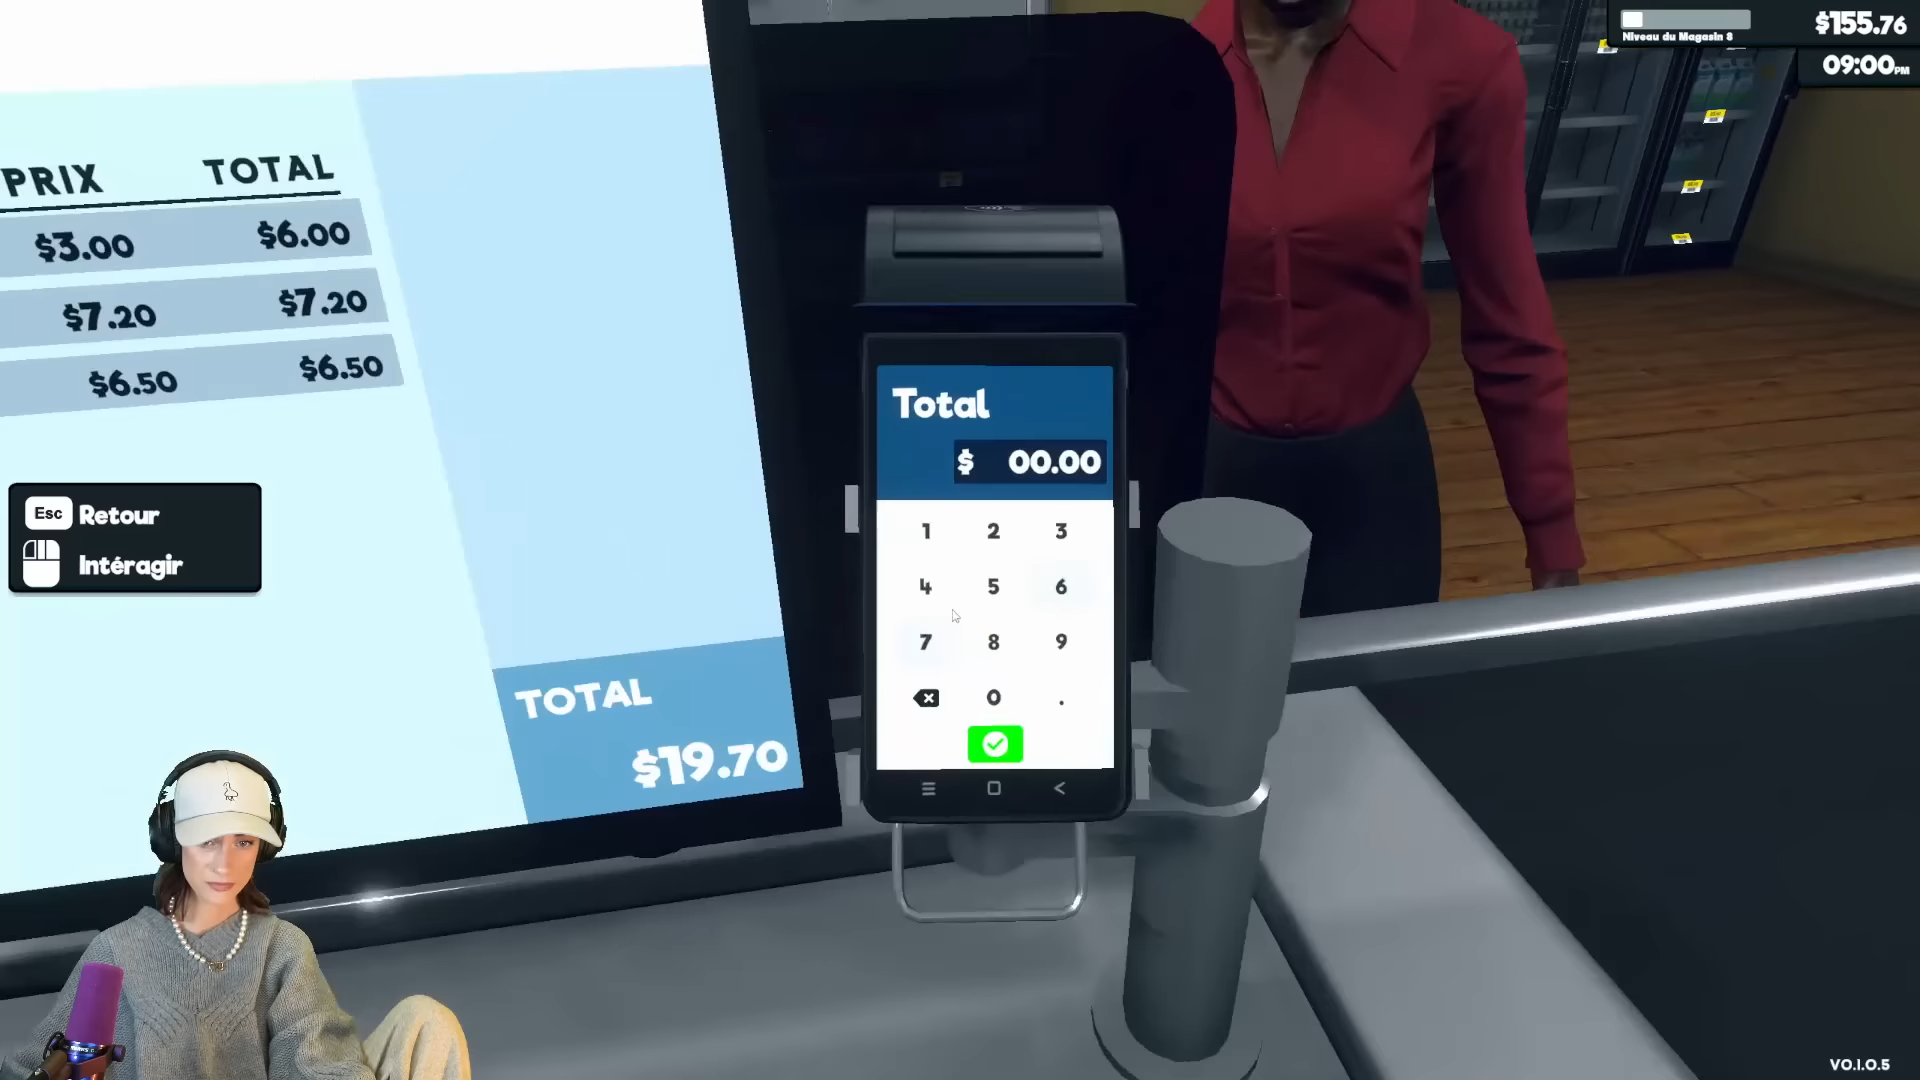 $155.76
Niveau du Magasin 8
09:00PM
PRIX TOTAL
$3.00 $6.00
$7.20 $7.20
$6.50 $6.50
Total
$ 00.00
1 2 3
4 5 6
7 8 9
0 .
Esc Retour
Intéragir
TOTAL
$19.70
V0.1.0.5